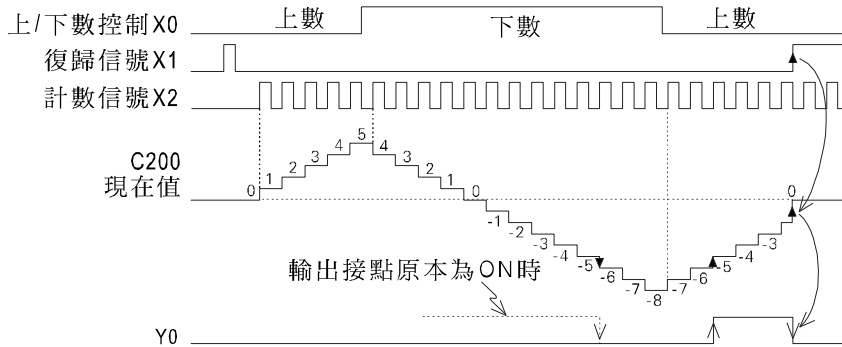 上/下數控制X0 上數 下數 上數
復歸信號X1
計數信號X2
C200
現在值
0 1 2 3 4 5 4 3 2 1 0 -1 -2 -3 -4 -5 -6 -7 -8 -7 -6 -5 -4 -3 0
輸出接點原本為ON時
Y0